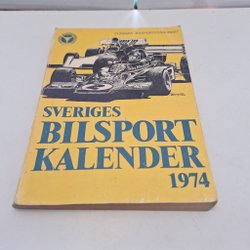 SVERIGES
BILSPORT
KALENDER
1974